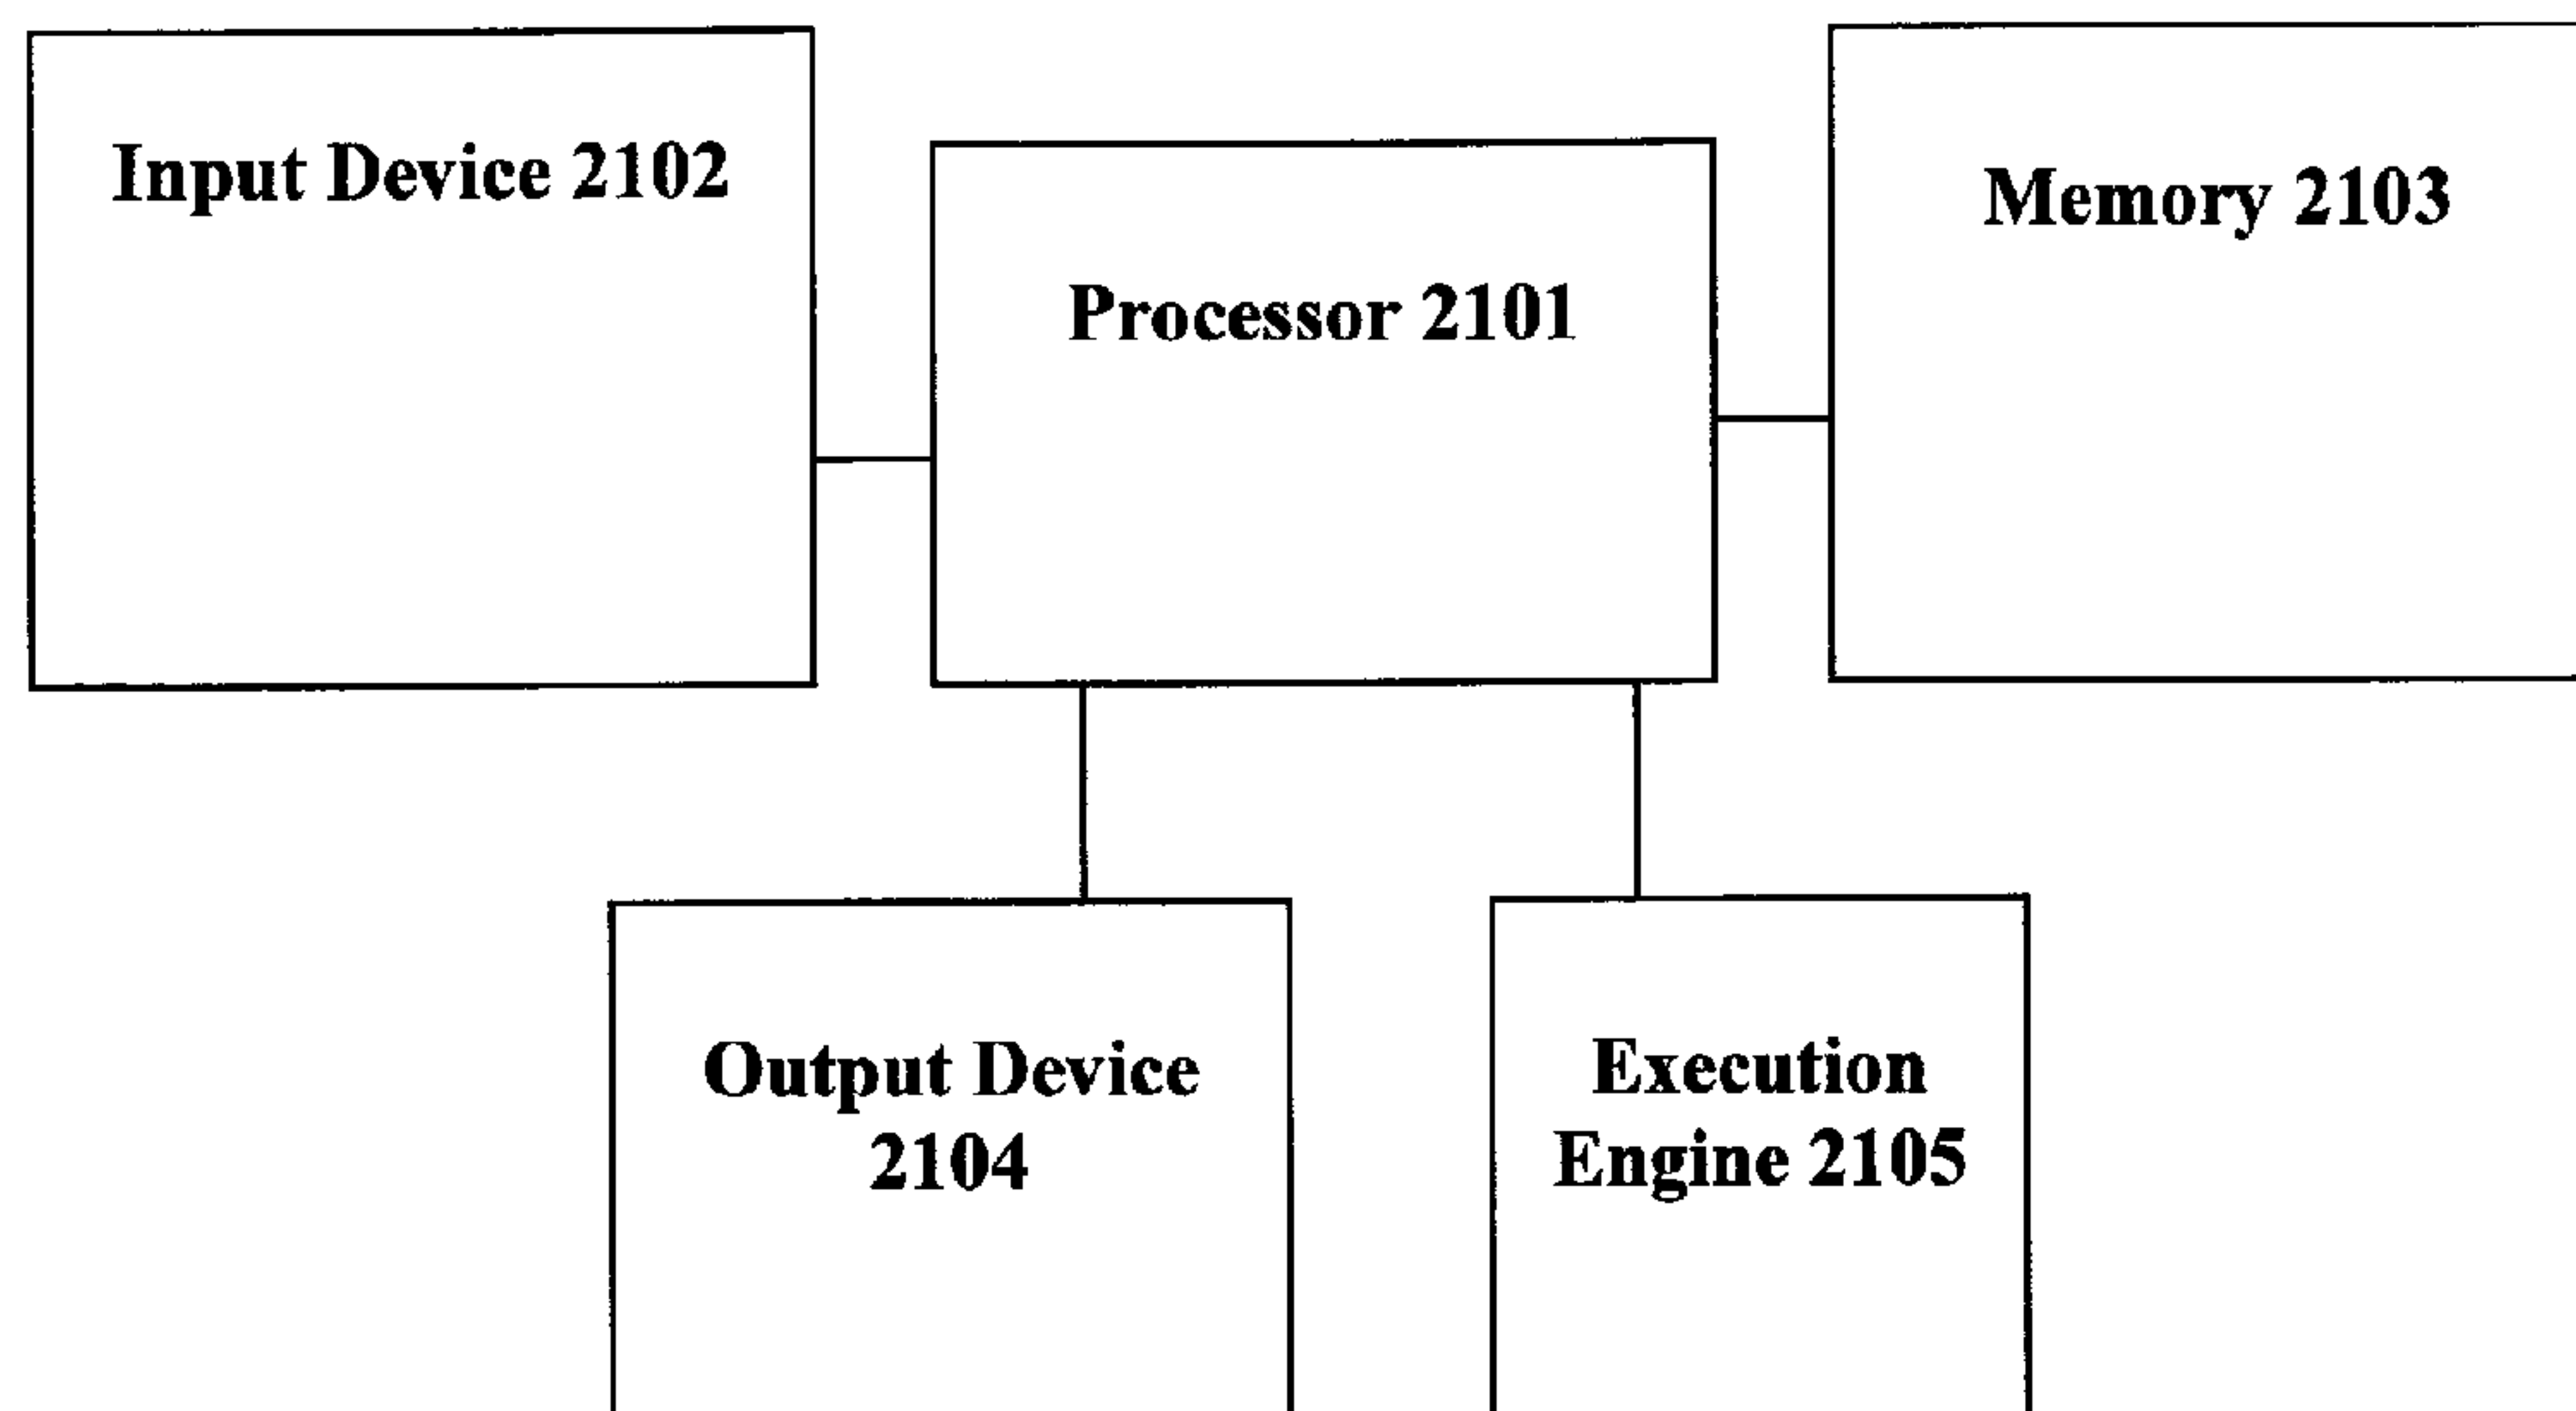 Input Device 2102
Processor 2101
Memory 2103
Output Device
2104
Execution
Engine 2105